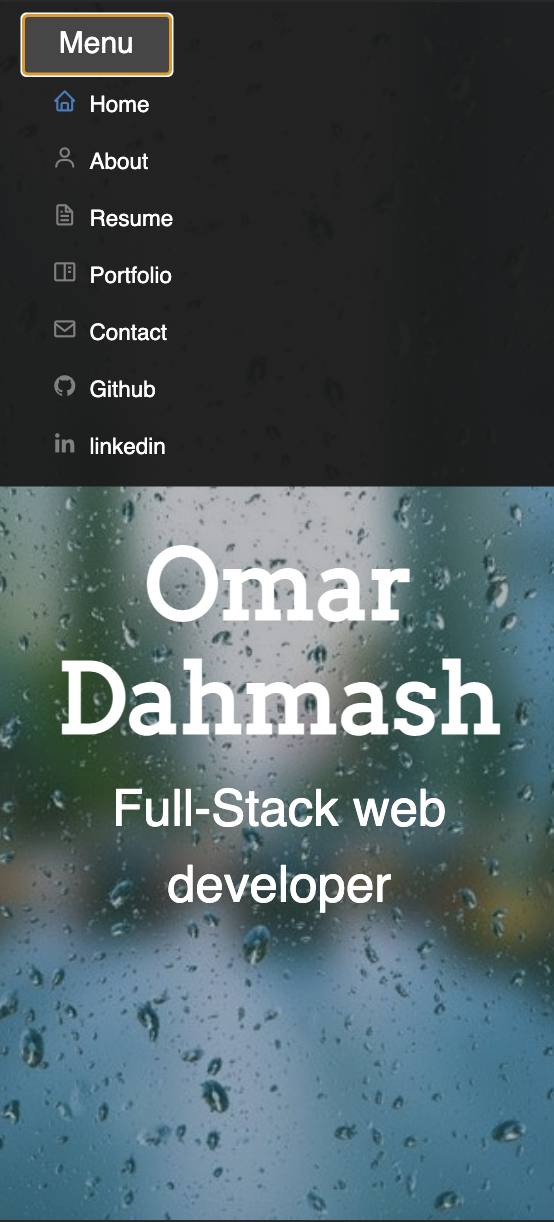 Menu
Home
About
Resume
Portfolio
Contact
Github
linkedin
Omar
Dahmash
Full-Stack web
developer